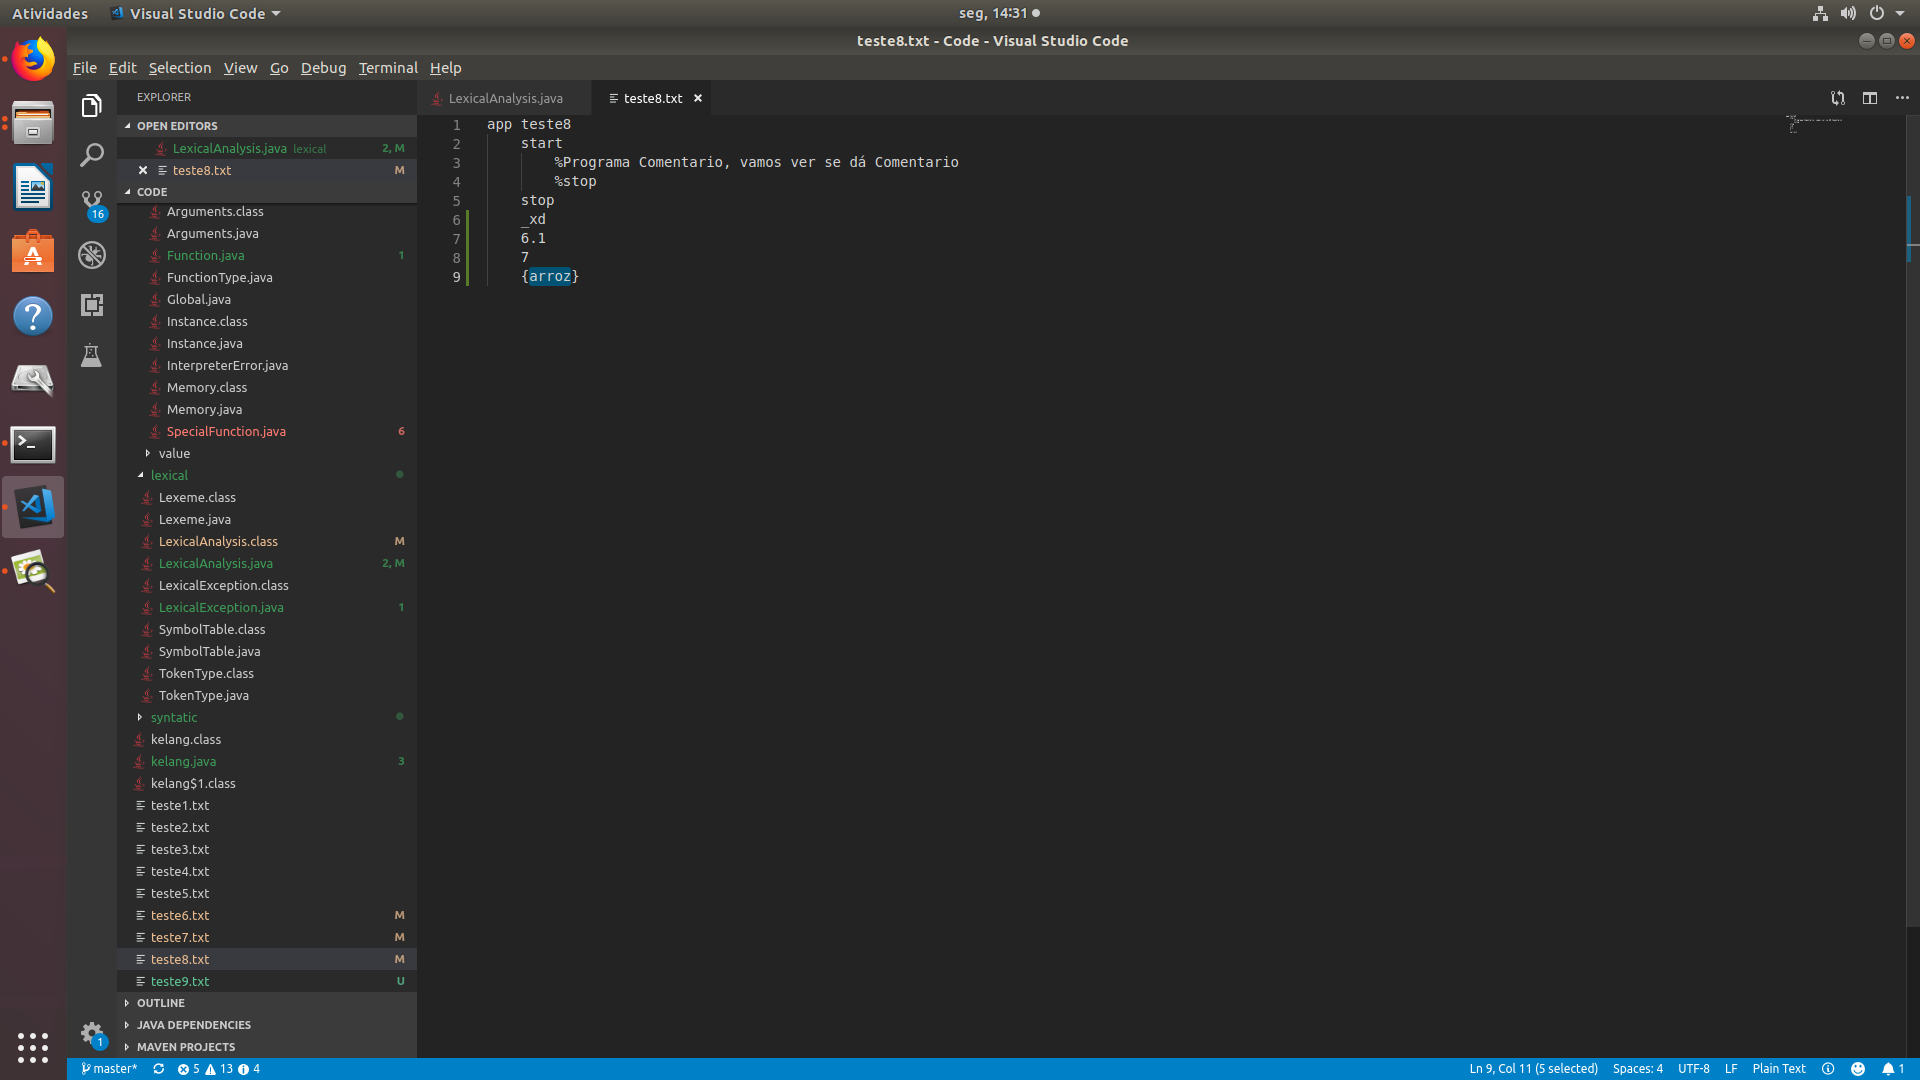 Atividades
Visual Studio Code
seg, 14:31
teste8.txt - Code - Visual Studio Code
File Edit Selection View Go Debug Terminal Help
EXPLORER
OPEN EDITORS
LexicalAnalysis.java lexical 2, M
teste8.txt M
CODE
Arguments.class
Arguments.java
Function.java 1
FunctionType.java
Global.java
Instance.class
Instance.java
InterpreterError.java
Memory.class
Memory.java
SpecialFunction.java 6
value
lexical
Lexeme.class
Lexeme.java
LexicalAnalysis.class M
LexicalAnalysis.java 2, M
LexicalException.class
LexicalException.java 1
SymbolTable.class
SymbolTable.java
TokenType.class
TokenType.java
syntatic
kelang.class
kelang.java 3
kelang$1.class
teste1.txt
teste2.txt
teste3.txt
teste4.txt
teste5.txt
teste6.txt M
teste7.txt M
teste8.txt M
teste9.txt U
OUTLINE
JAVA DEPENDENCIES
MAVEN PROJECTS
16
1
LexicalAnalysis.java
teste8.txt
1 app teste8
2 start
3 %Programa Comentario, vamos ver se dá Comentario
4 %stop
5 stop
6 _xd
7 6.1
8 7
9 {arroz}
master* 5 13 4
Ln 9, Col 11 (5 selected) Spaces: 4 UTF-8 LF Plain Text 1